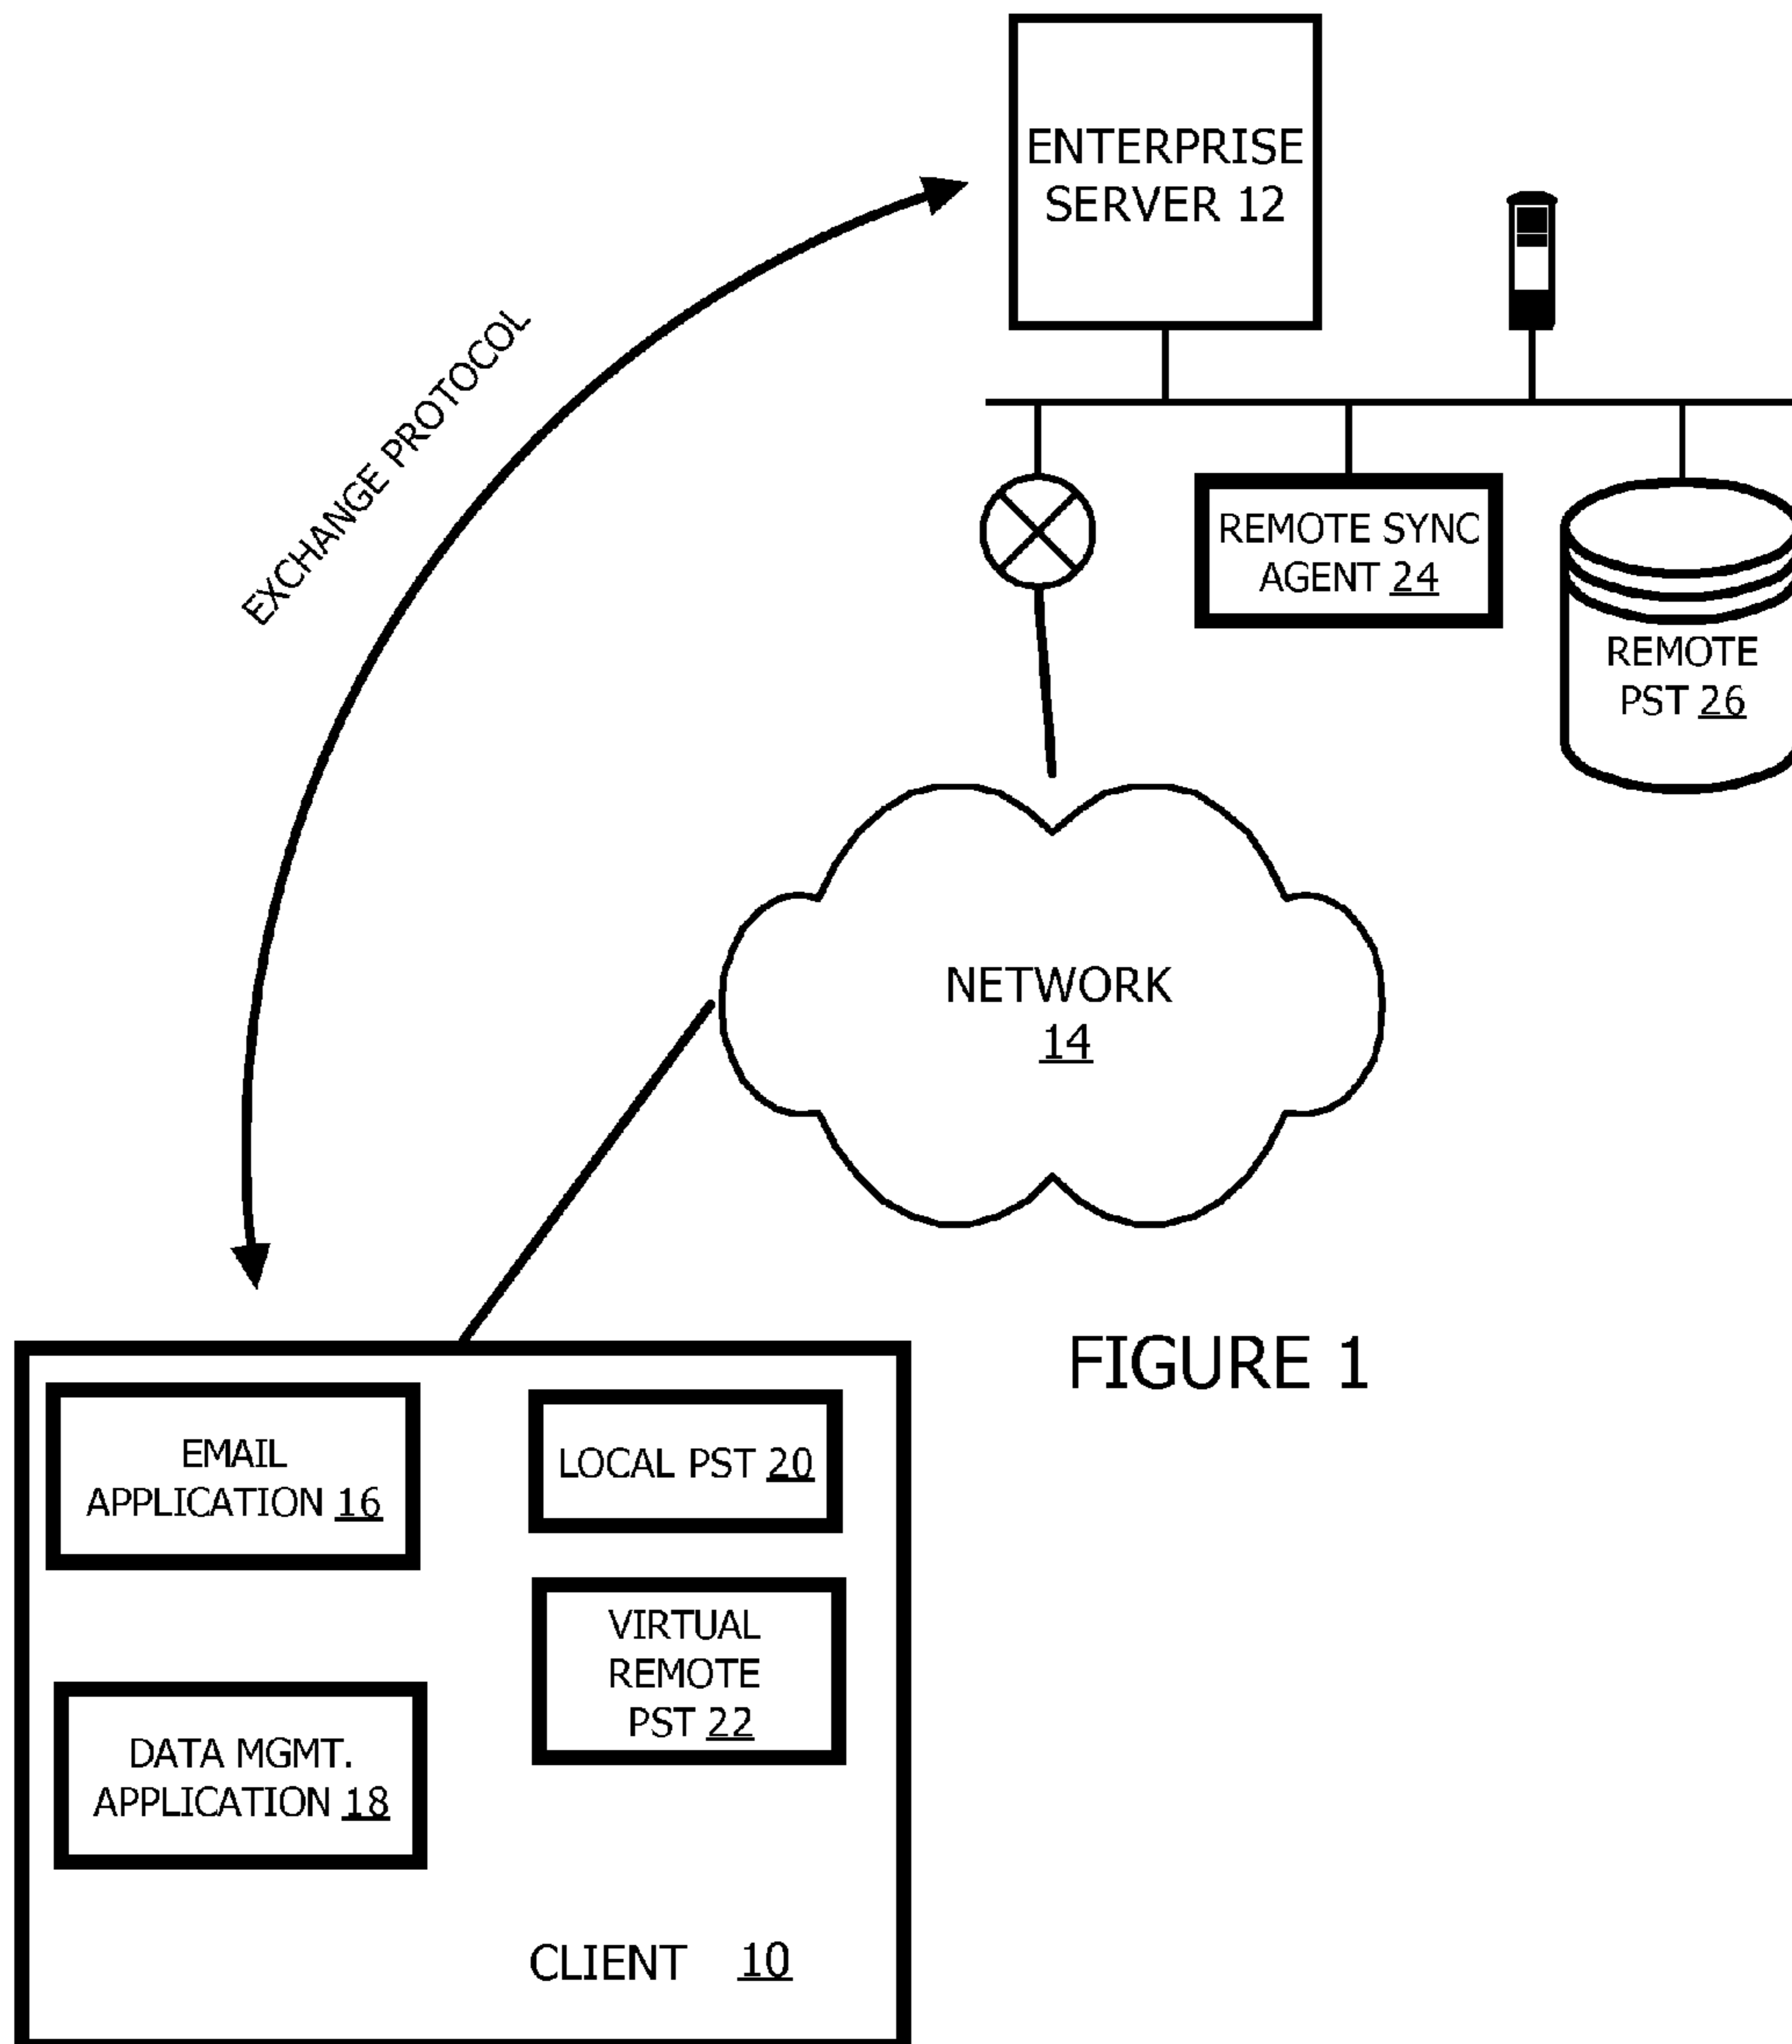 ENTERPRISE
SERVER 12
EXCHANGE PROTOCOL
REMOTE SYNC
AGENT 24
REMOTE
PST 26
NETWORK
14
FIGURE 1
EMAIL
APPLICATION 16
LOCAL PST 20
VIRTUAL
REMOTE
PST 22
DATA MGMT.
APPLICATION 18
CLIENT 10